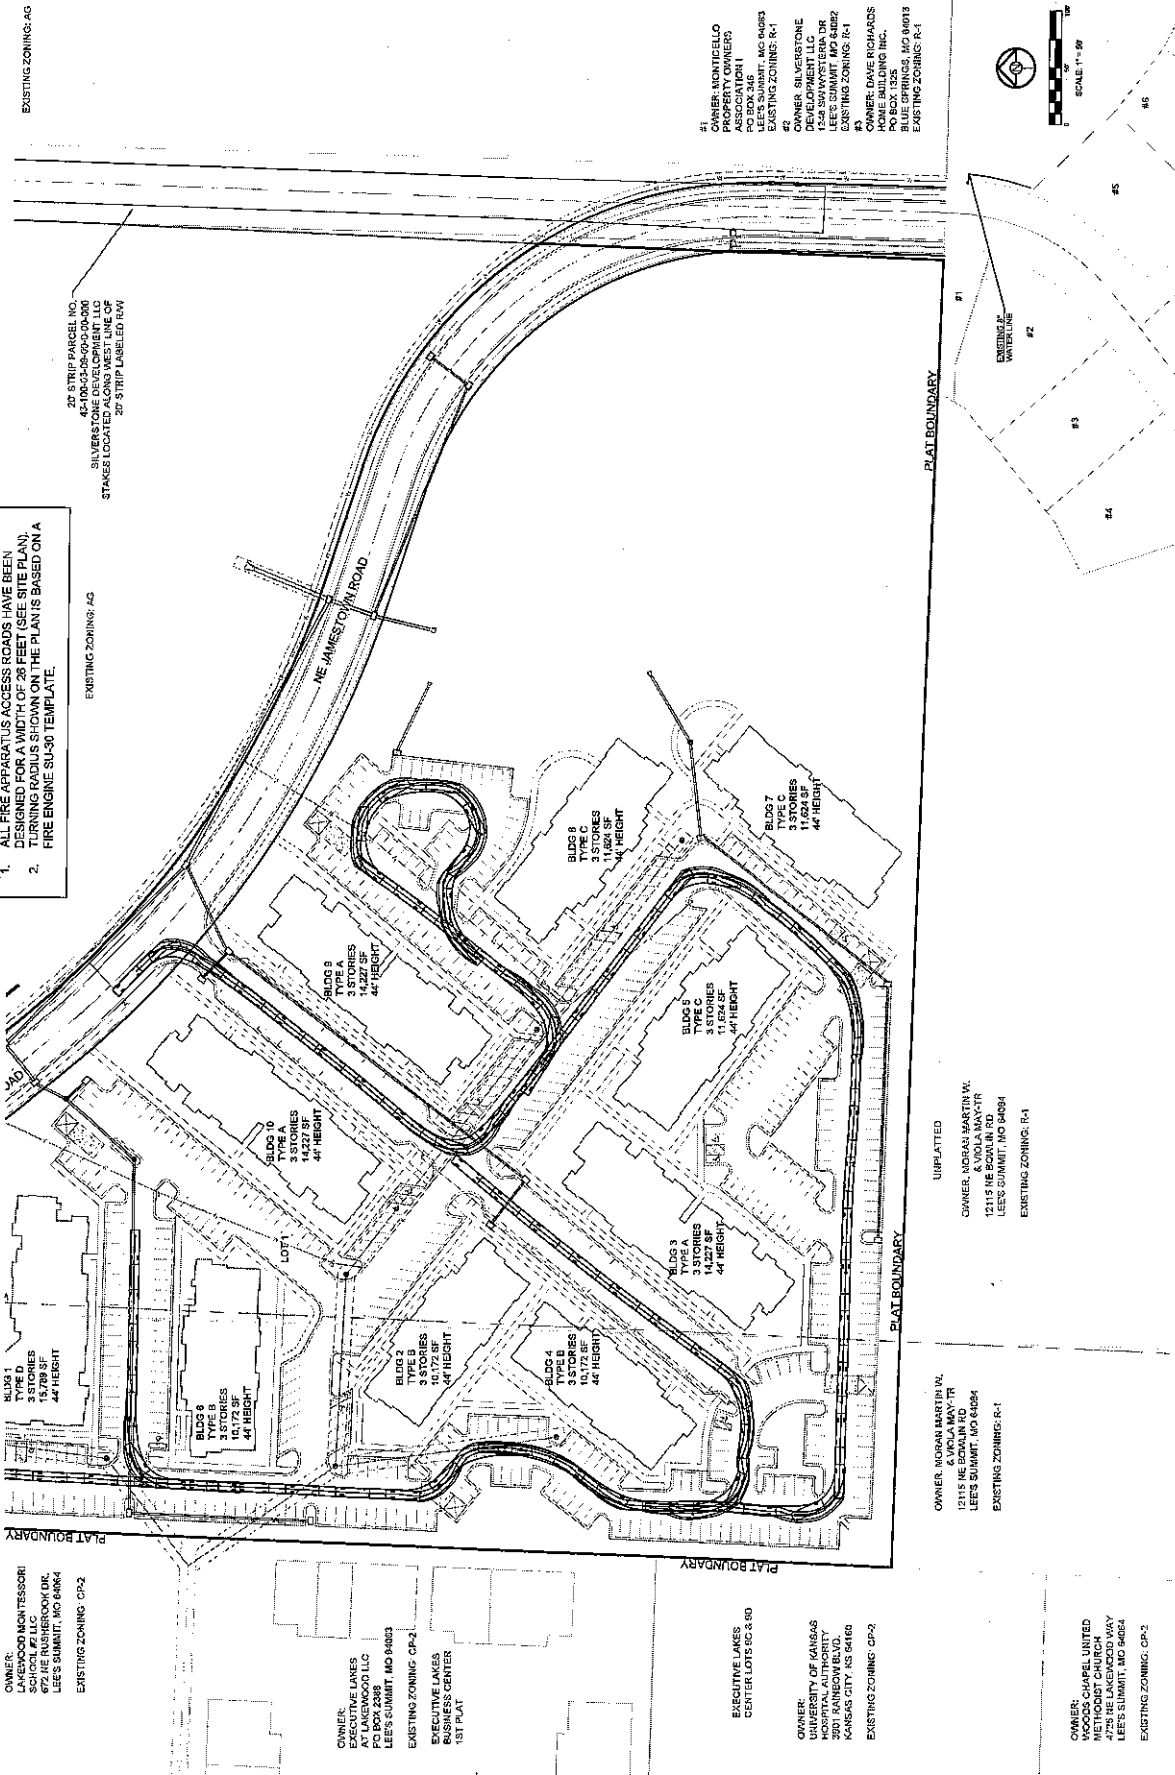 EXISTING ZONING: AG
1. ALL FIRE APPARATUS ACCESS ROADS HAVE BEEN
DESIGNED FOR A WIDTH OF 26 FEET (SEE SITE PLAN).
2. TURNING RADIUS SHOWN ON THE PLAN IS BASED ON A
FIRE ENGINE SU-30 TEMPLATE.
20' STRIP PARCEL NO.
SILVERSTONE DEVELOPMENT LLC
STAKES LOCATED ALONG WEST LINE OF
20' STRIP LABELED R/W
EXISTING ZONING: AG
#1
OWNER: MONTICELLO
PROPERTY OWNERS
ASSOCIATION I
PO BOX 346
LEE'S SUMMIT, MO 64063
EXISTING ZONING: R-1
#2
OWNER: SILVERSTONE
DEVELOPMENT LLC
LEE'S SUMMIT, MO 64082
EXISTING ZONING: R-1
#3
OWNER: DAVE RICHARDS
HOME BUILDING INC.
PO BOX 1325
BLUE SPRINGS, MO 64013
EXISTING ZONING: R-1
0 50' 100'
SCALE: 1" = 50'
NE JAMESTOWN ROAD
OAD
BLDG 1
TYPE D
3 STORIES
15,789 SF
44' HEIGHT
BLDG 6
TYPE B
3 STORIES
10,172 SF
44' HEIGHT
LOT 1
BLDG 10
TYPE A
3 STORIES
14,227 SF
44' HEIGHT
BLDG 9
TYPE A
3 STORIES
14,227 SF
44' HEIGHT
BLDG 2
TYPE B
3 STORIES
10,172 SF
44' HEIGHT
BLDG 4
TYPE B
3 STORIES
10,172 SF
44' HEIGHT
BLDG 3
TYPE A
3 STORIES
14,227 SF
44' HEIGHT
BLDG 5
TYPE C
3 STORIES
11,624 SF
44' HEIGHT
BLDG 8
TYPE C
3 STORIES
11,624 SF
44' HEIGHT
BLDG 7
TYPE C
3 STORIES
11,624 SF
44' HEIGHT
PLAT BOUNDARY
PLAT BOUNDARY
PLAT BOUNDARY
PLAT BOUNDARY
EXISTING 8"
WATER LINE
#1
#2
#3
#4
#5
#6
UNPLATTED
OWNER: MORAN MARTIN W.
& VIOLA MAY-TR
12115 NE BOWLIN RD
LEE'S SUMMIT, MO 64064
EXISTING ZONING: R-1
OWNER: MORAN MARTIN W.
& VIOLA MAY-TR
12115 NE BOWLIN RD
LEE'S SUMMIT, MO 64064
EXISTING ZONING: R-1
OWNER:
LAKEWOOD MONTESSORI
SCHOOL #2 LLC
672 NE RUSHBROOK DR.
LEE'S SUMMIT, MO 64064
EXISTING ZONING: CP-2
OWNER:
EXECUTIVE LAKES
AT LAKEWOOD LLC
PO BOX 2388
LEE'S SUMMIT, MO 64063
EXISTING ZONING: CP-2
EXECUTIVE LAKES
BUSINESS CENTER
1ST PLAT
EXECUTIVE LAKES
CENTER LOTS 9C & 9D
OWNER:
UNIVERSITY OF KANSAS
HOSPITAL AUTHORITY
3901 RAINBOW BLVD.
KANSAS CITY, KS 64160
EXISTING ZONING: CP-2
OWNER:
WOODS CHAPEL UNITED
METHODIST CHURCH
4725 NE LAKEWOOD WAY
LEE'S SUMMIT, MO 64064
EXISTING ZONING: CP-2